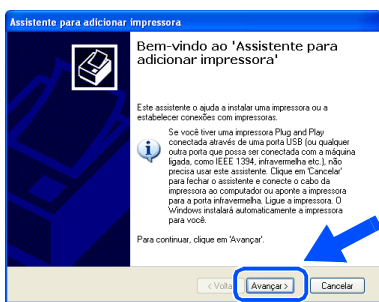 Assistente para adicionar impressora
Bem-vindo ao 'Assistente para
adicionar impressora'
Este assistente o ajuda a instalar uma impressora ou a
estabelecer conexões com impressoras.
Se você tiver uma impressora Plug and Play
conectada através de uma porta USB (ou qualquer
outra porta que possa ser conectada com a máquina
ligada, como IEEE 1394, infravermelha etc.), não
precisa usar este assistente. Clique em 'Cancelar'
para fechar o assistente e conecte o cabo da
impressora ao computador ou aponte a impressora
para a porta infravermelha. Ligue a impressora. O
Windows instalará automaticamente a impressora
para você.
Para continuar, clique em 'Avançar'.
< Volta Avançar > Cancelar